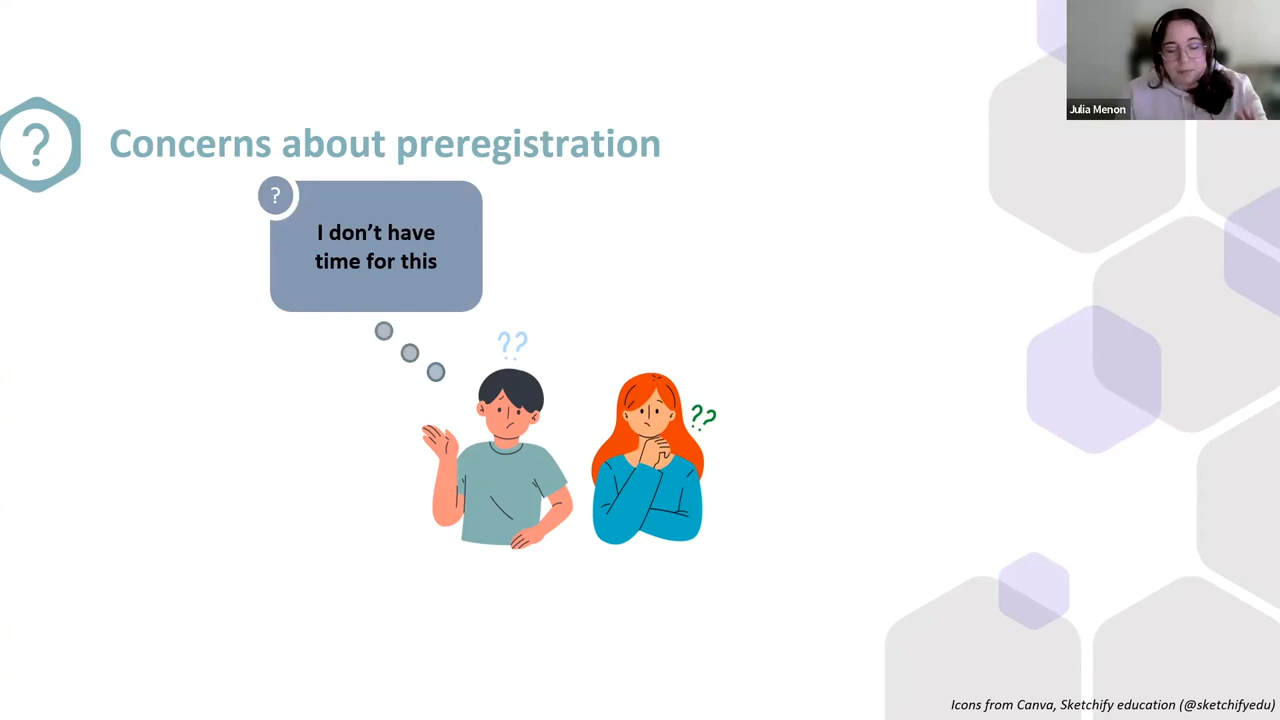 Julia Menon
?
Concerns about preregistration
?
I don't have
time for this
??
??
Icons from Canva, Sketchify education (@sketchifyedu)